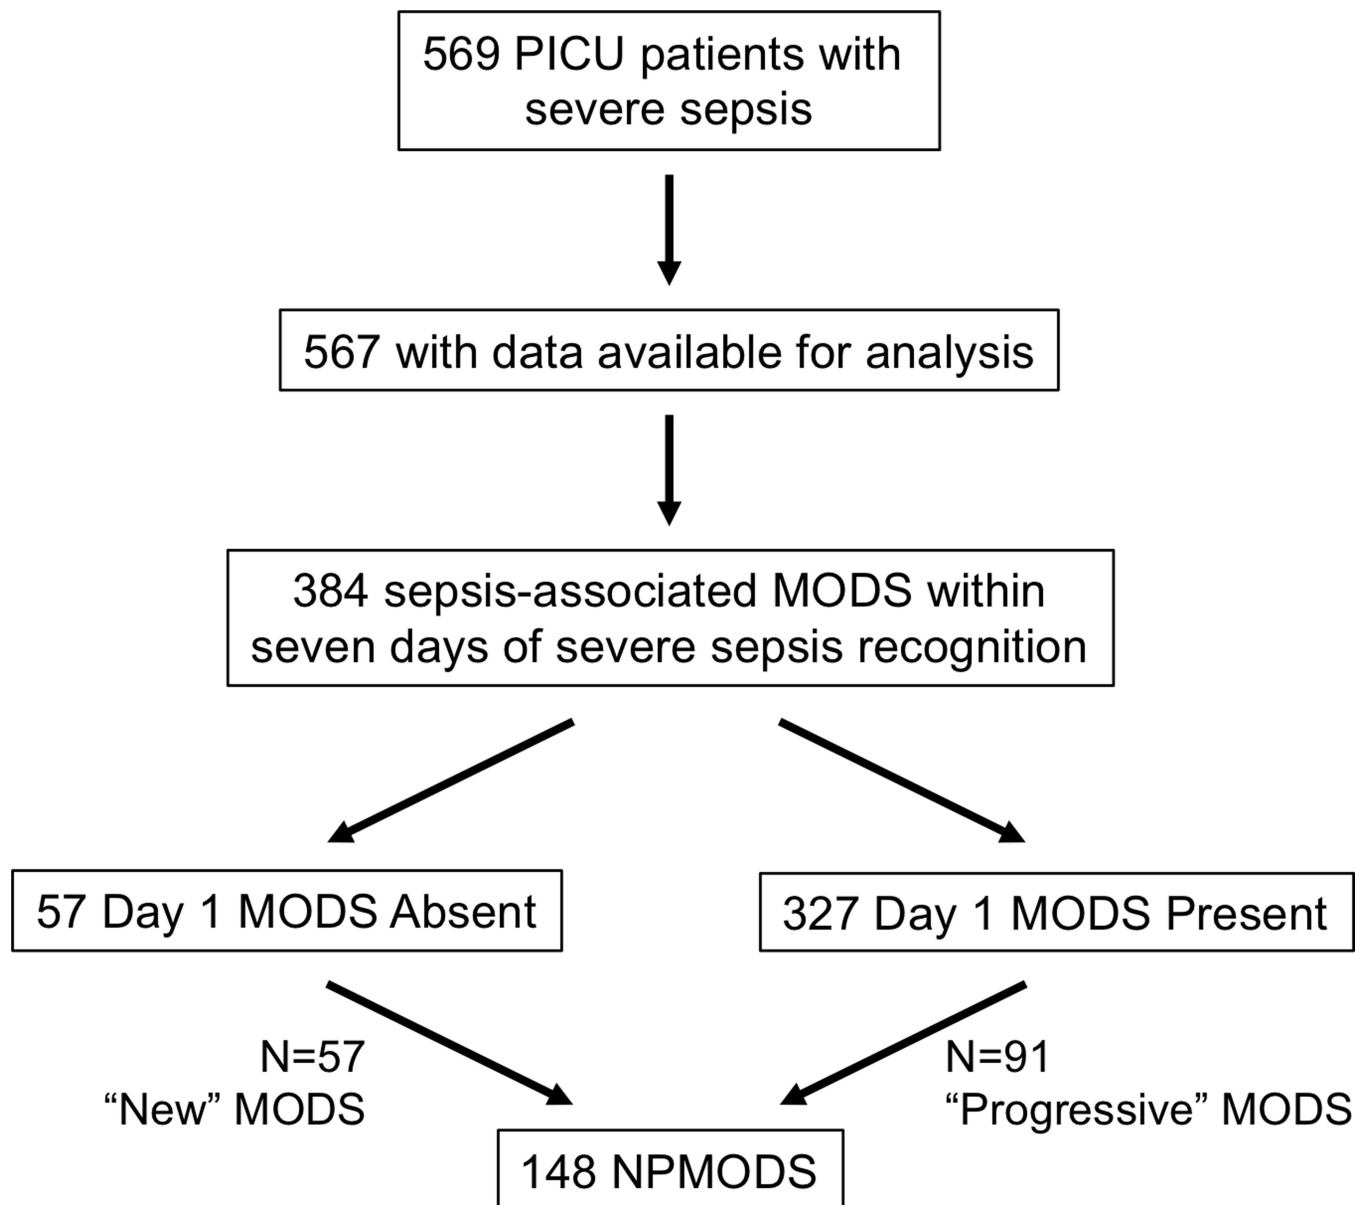 569 PICU patients with
severe sepsis
567 with data available for analysis
384 sepsis-associated MODS within
seven days of severe sepsis recognition
57 Day 1 MODS Absent
327 Day 1 MODS Present
N=57
“New” MODS
N=91
“Progressive” MODS
148 NPMODS